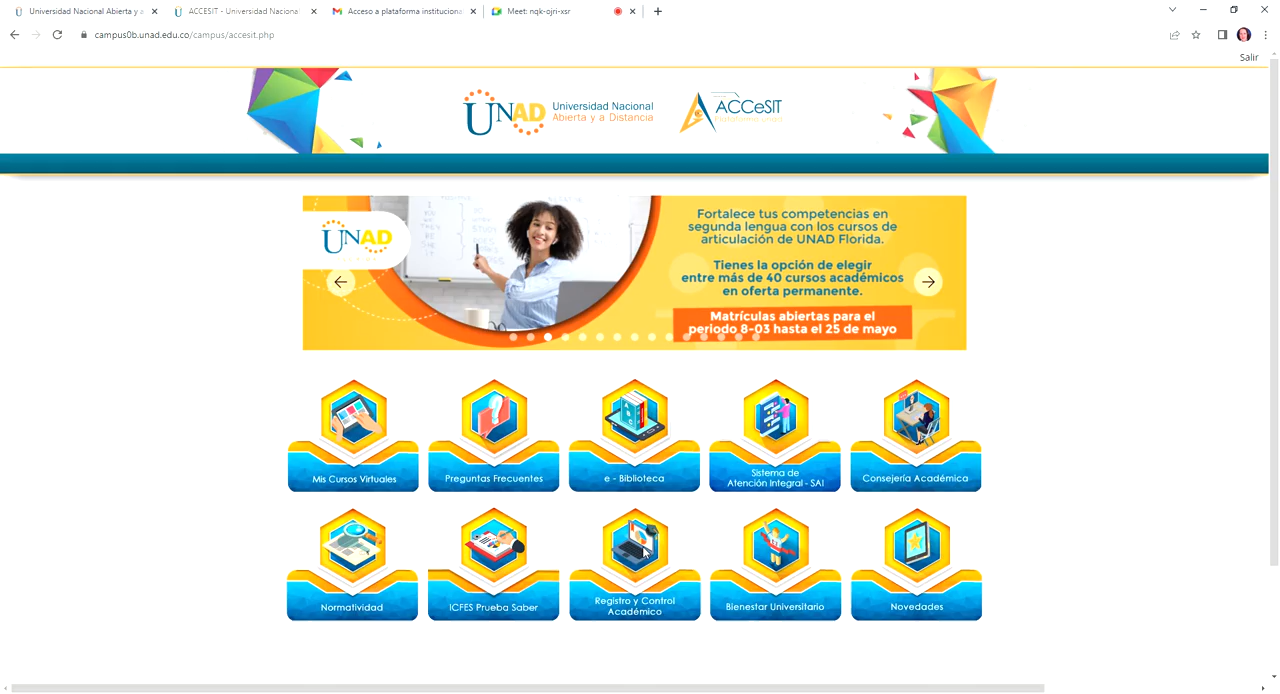 Universidad Nacional Abierta y a
ACCESIT - Universidad Naciona
Acceso a plataforma instituciona
Meet: nqk-ojri-xsr
campus0b.unad.edu.co/campus/accesit.php
Salir
UNAD
Universidad Nacional
Abierta y a Distancia
ACCeSIT
UNAD
Fortalece tus competencias en
segunda lengua con los cursos de
articulación de UNAD Florida.
Tienes la opción de elegir
entre más de 40 cursos académicos
en oferta permanente.
Matrículas abiertas para el
periodo 8-03 hasta el 25 de mayo
Mis Cursos Virtuales
Preguntas Frecuentes
e - Biblioteca
Sistema de
Atención Integral - SAI
Consejería Académica
Normatividad
ICFES Prueba Saber
Registro y Control
Académico
Bienestar Universitario
Novedades